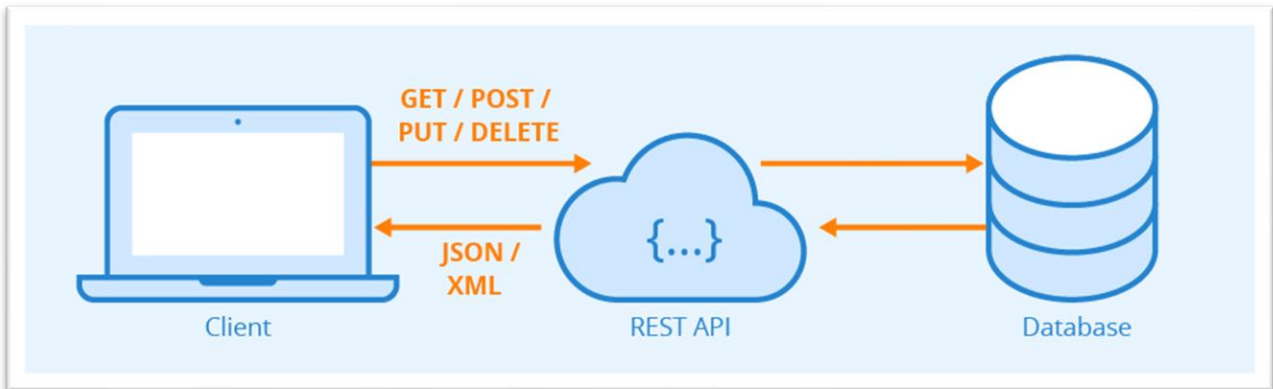 GET / POST /
PUT / DELETE
JSON /
XML
{...}
Client
REST API
Database